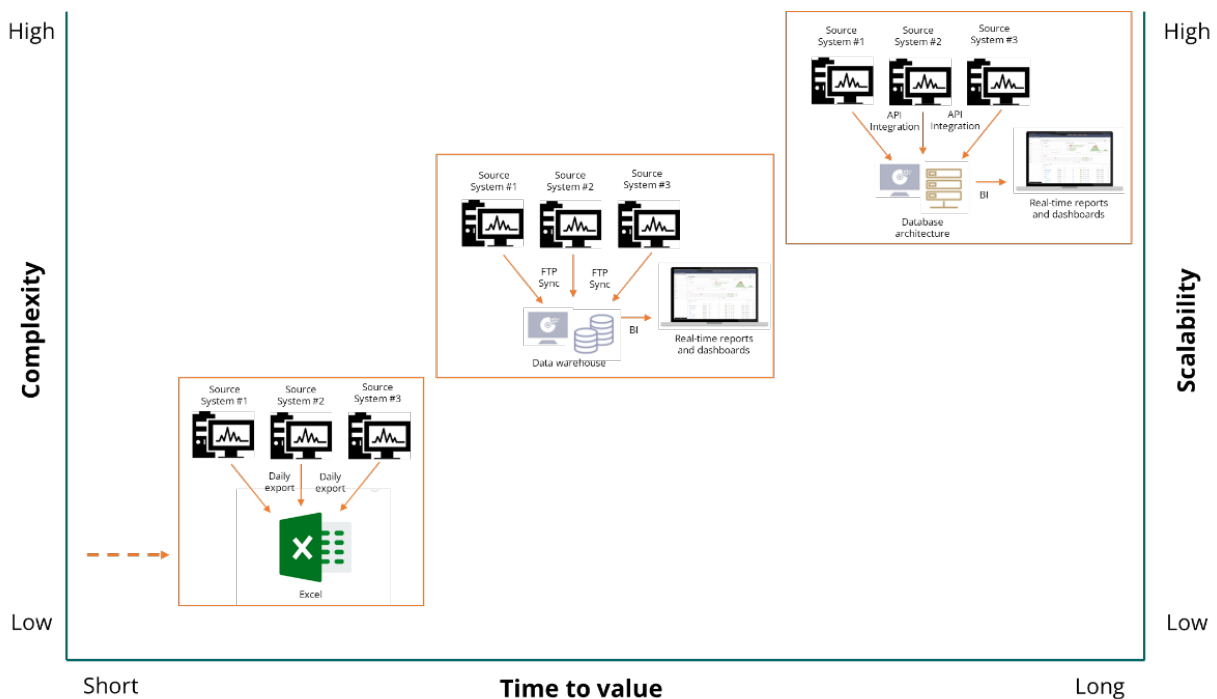 High
High
Source
System #1
Source
System #2
Source
System #3
API
Integration
API
Integration
BI
Database
architecture
Real-time reports
and dashboards
Source
System #1
Source
System #2
Source
System #3
FTP
Sync
FTP
Sync
BI
Data warehouse
Real-time reports
and dashboards
Complexity
Scalability
Source
System #1
Source
System #2
Source
System #3
Daily
export
Daily
export
X
Excel
Low
Low
Short
Time to value
Long